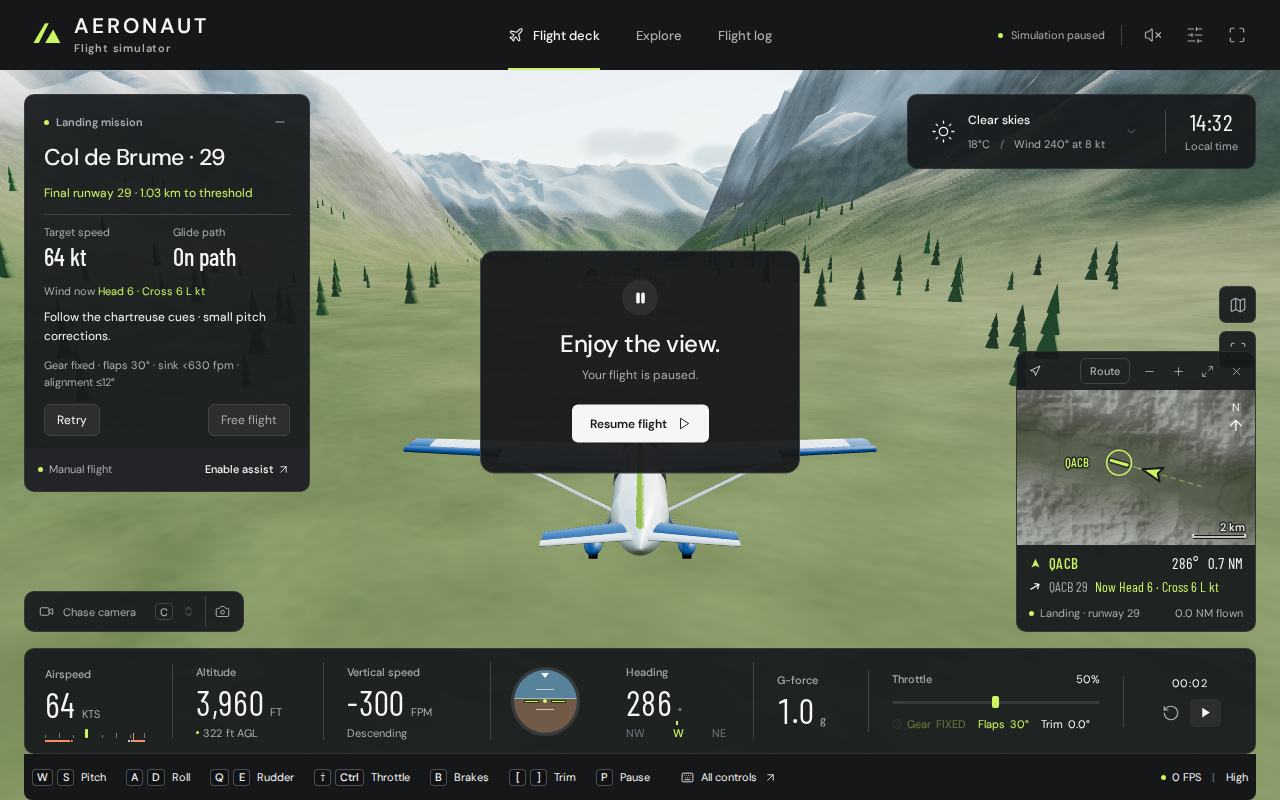 AERONAUT
Flight simulator
Flight deck
Explore
Flight log
Simulation paused
Landing mission
Col de Brume · 29
Final runway 29 · 1.03 km to threshold
Target speed
Glide path
64 kt
On path
Wind now Head 6 · Cross 6 L kt
Follow the chartreuse cues · small pitch
corrections.
Gear fixed · flaps 30° · sink <630 fpm ·
alignment ≤12°
Retry
Free flight
Manual flight
Enable assist
Clear skies
18°C / Wind 240° at 8 kt
14:32
Local time
Enjoy the view.
Your flight is paused.
Resume flight
Route
N
QACB
2 km
QACB
286° 0.7 NM
QACB 29 Now Head 6 · Cross 6 L kt
Landing · runway 29
0.0 NM flown
Chase camera
C
Airspeed
64 KTS
Altitude
3,960 FT
322 ft AGL
Vertical speed
-300 FPM
Descending
Heading
286 °
NW W NE
G-force
1.0 g
Throttle
50%
Gear FIXED
Flaps 30°
Trim 0.0°
00:02
W S Pitch
A D Roll
Q E Rudder
⇧ Ctrl Throttle
B Brakes
[ ] Trim
P Pause
All controls
0 FPS | High